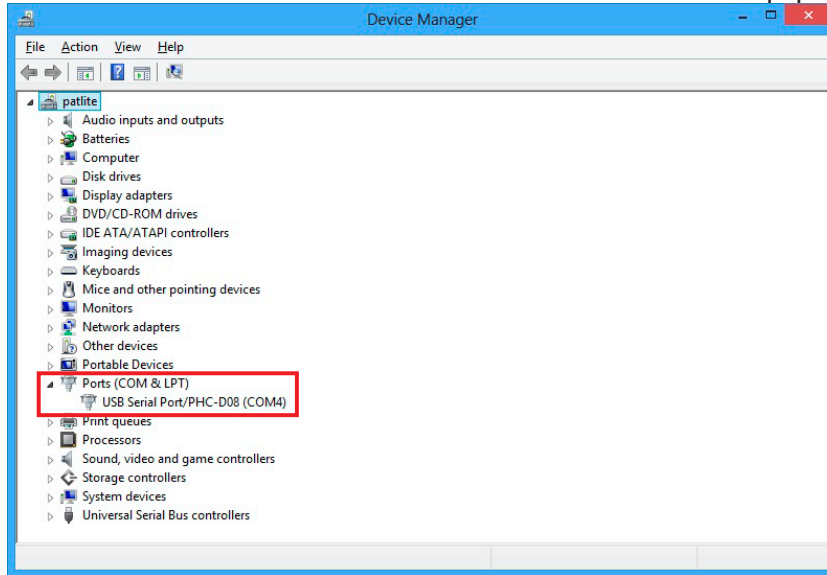 Device Manager
File Action View Help
patlite
Audio inputs and outputs
Batteries
Computer
Disk drives
Display adapters
DVD/CD-ROM drives
IDE ATA/ATAPI controllers
Imaging devices
Keyboards
Mice and other pointing devices
Monitors
Network adapters
Other devices
Portable Devices
Ports (COM & LPT)
USB Serial Port/PHC-D08 (COM4)
Print queues
Processors
Sound, video and game controllers
Storage controllers
System devices
Universal Serial Bus controllers